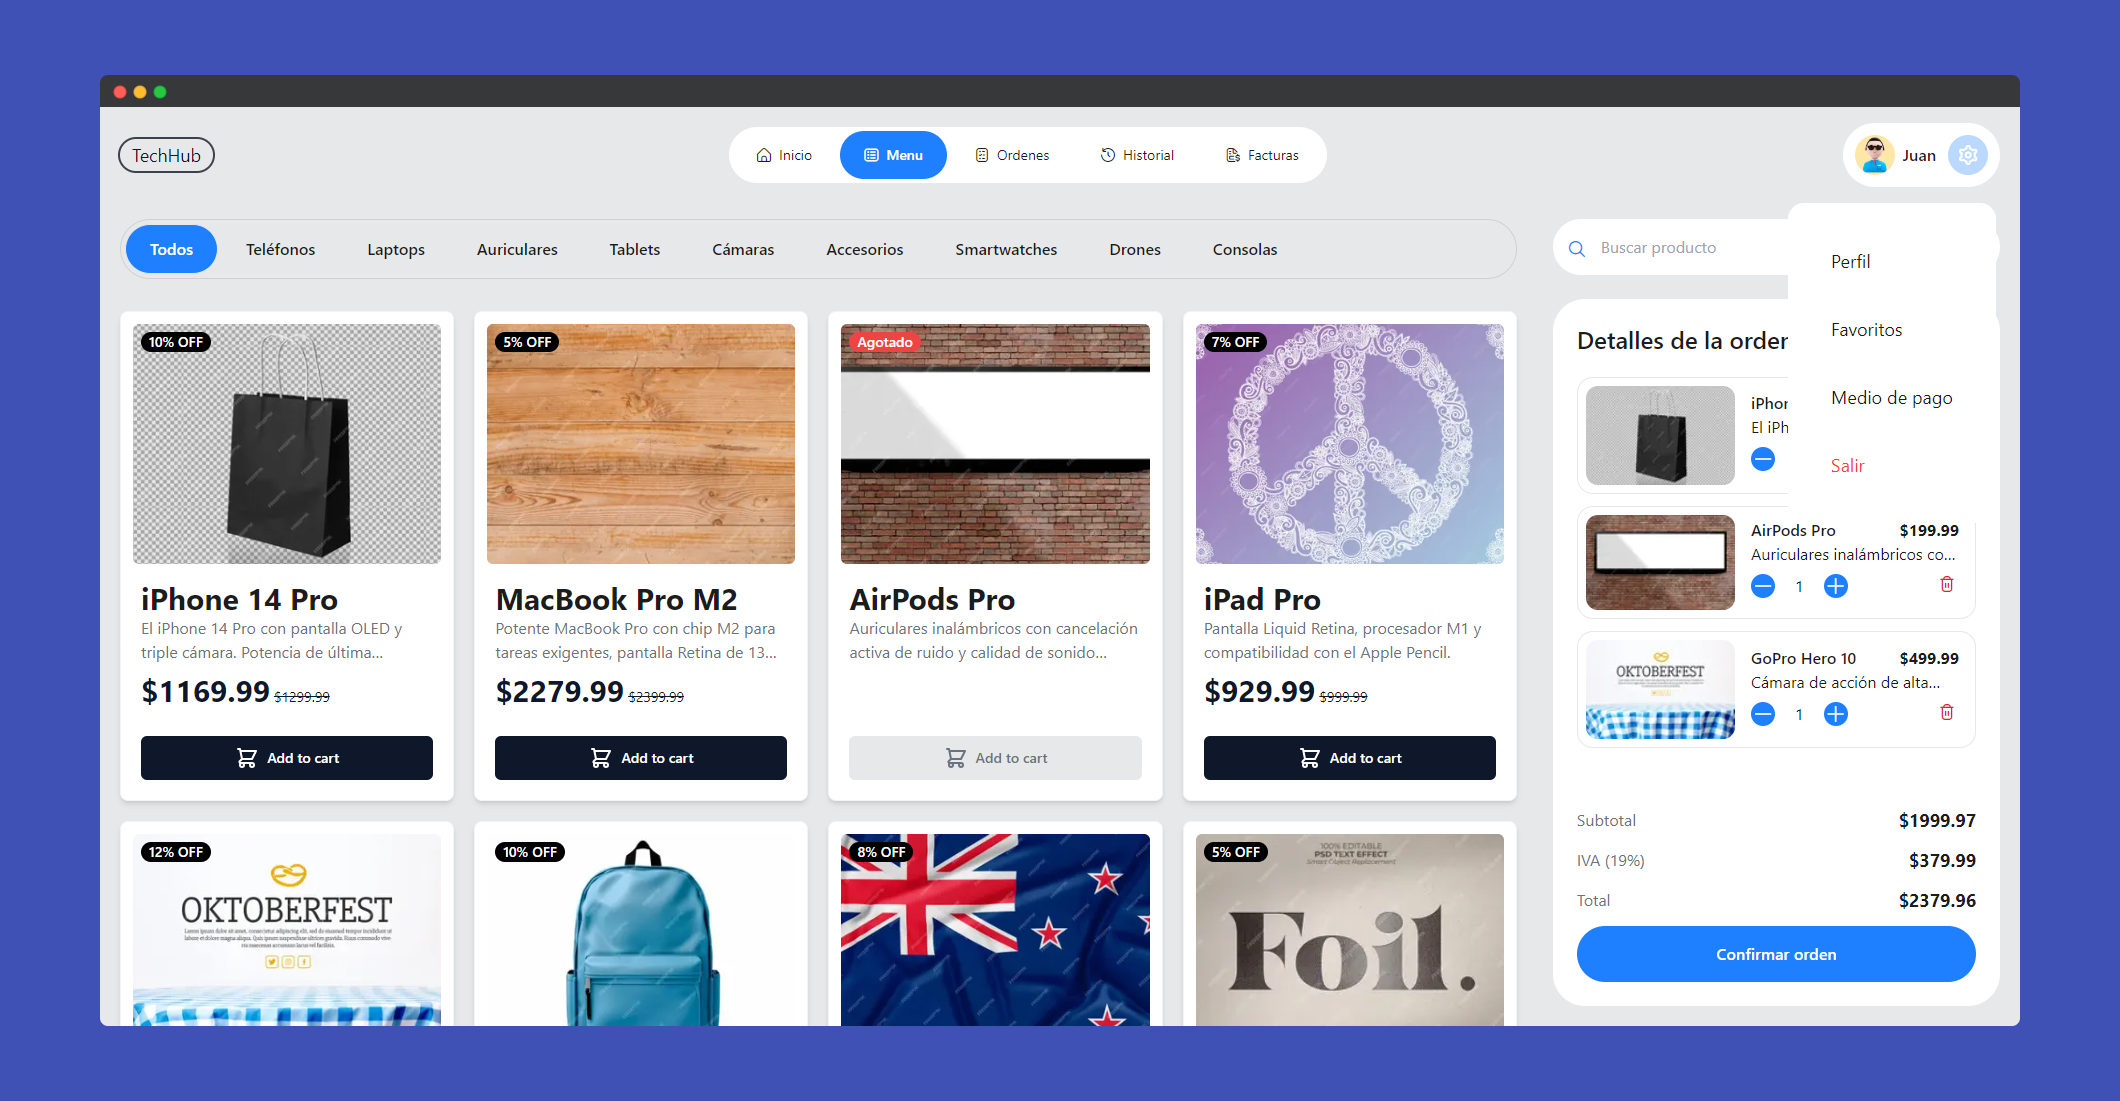 TechHub
Inicio
Menu
Ordenes
Historial
Facturas
Juan
Todos
Teléfonos
Laptops
Auriculares
Tablets
Cámaras
Accesorios
Smartwatches
Drones
Consolas
Buscar producto
Perfil
Favoritos
Medio de pago
Salir
10% OFF
iPhone 14 Pro
El iPhone 14 Pro con pantalla OLED y
triple cámara. Potencia de última...
$1169.99 $1299.99
Add to cart
5% OFF
MacBook Pro M2
Potente MacBook Pro con chip M2 para
tareas exigentes, pantalla Retina de 13...
$2279.99 $2399.99
Add to cart
Agotado
AirPods Pro
Auriculares inalámbricos con cancelación
activa de ruido y calidad de sonido...
Add to cart
7% OFF
iPad Pro
Pantalla Liquid Retina, procesador M1 y
compatibilidad con el Apple Pencil.
$929.99 $999.99
Add to cart
12% OFF
OKTOBERFEST
10% OFF
8% OFF
5% OFF
100% EDITABLE
PSD TEXT EFFECT
Smart Object Replacement
Foil.
Detalles de la orden
iPhon
El iPh
AirPods Pro
$199.99
Auriculares inalámbricos co...
1
OKTOBERFEST
GoPro Hero 10
$499.99
Cámara de acción de alta...
1
Subtotal
$1999.97
IVA (19%)
$379.99
Total
$2379.96
Confirmar orden